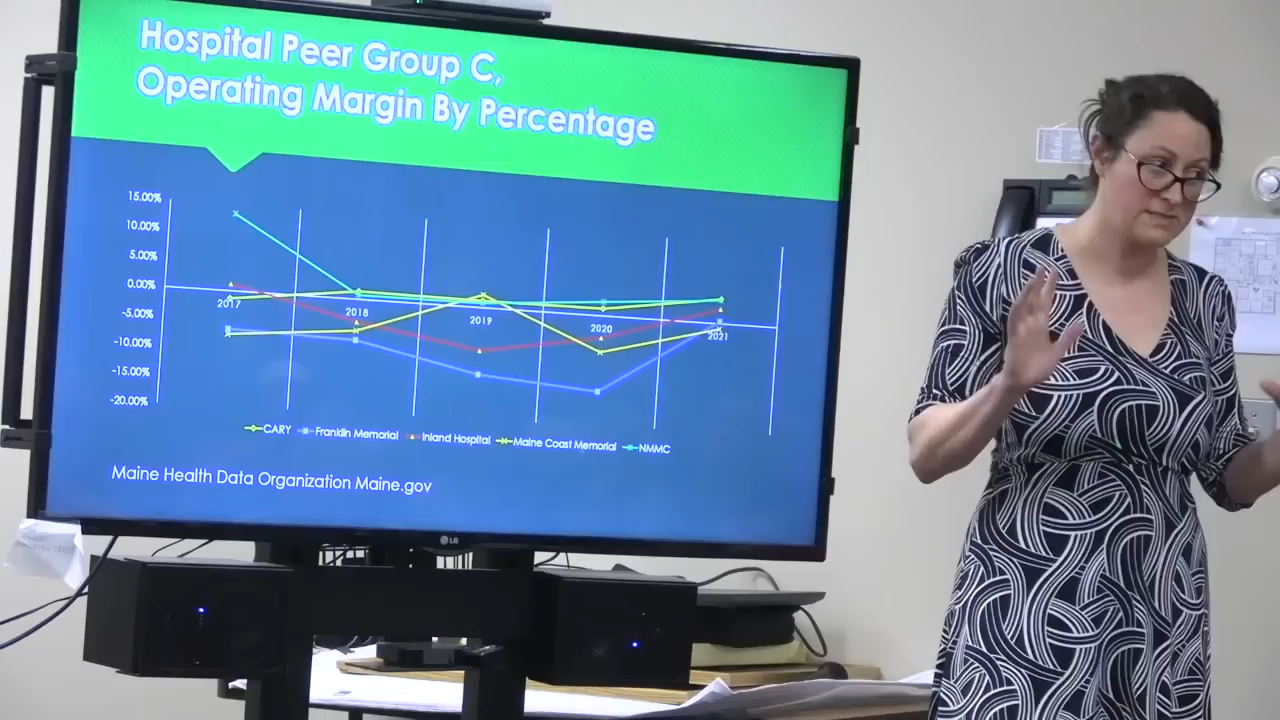 Hospital Peer Group C,
Operating Margin By Percentage
15.00%
10.00%
5.00%
0.00%
-5.00%
-10.00%
-15.00%
-20.00%
2017
2018
2019
2020
2021
CARY Franklin Memorial Inland Hospital Maine Coast Memorial NMMC
Maine Health Data Organization Maine.gov
LG